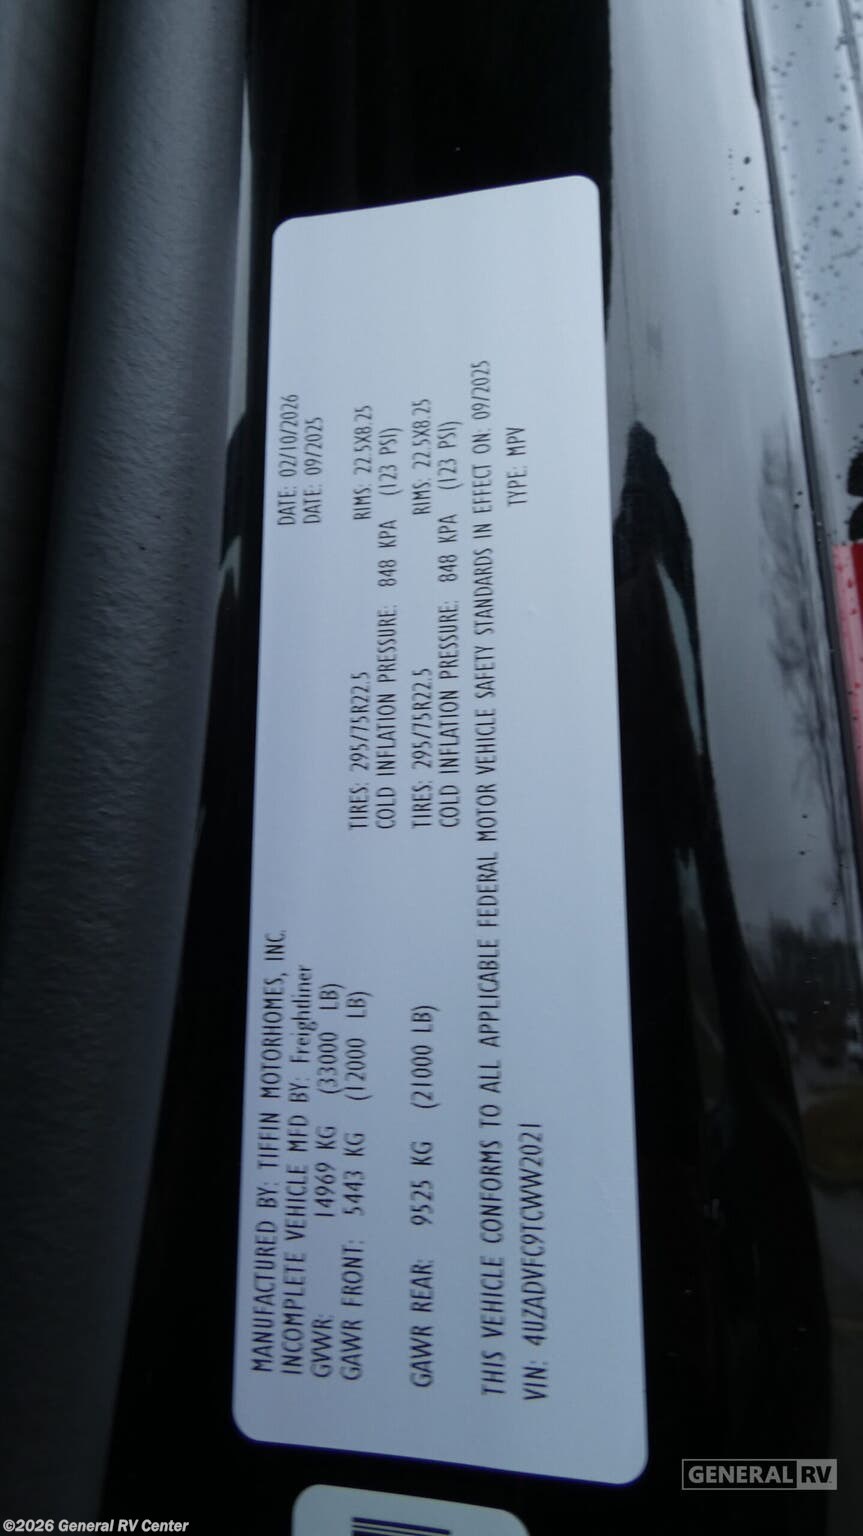 MANUFACTURED BY: TIFFIN MOTORHOMES, INC. DATE: 02/10/2026
INCOMPLETE VEHICLE MFD BY: Freightliner DATE: 09/2025
GVWR: 14969 KG (33000 LB)
GAWR FRONT: 5443 KG (12000 LB) TIRES: 295/75R22.5 RIMS: 22.5X8.25
COLD INFLATION PRESSURE: 848 KPA (123 PSI)
GAWR REAR: 9525 KG (21000 LB) TIRES: 295/75R22.5 RIMS: 22.5X8.25
COLD INFLATION PRESSURE: 848 KPA (123 PSI)
THIS VEHICLE CONFORMS TO ALL APPLICABLE FEDERAL MOTOR VEHICLE SAFETY STANDARDS IN EFFECT ON: 09/2025
VIN: 4UZADVFC9TCWW2021 TYPE: MPV
GENERAL RV
©2026 General RV Center